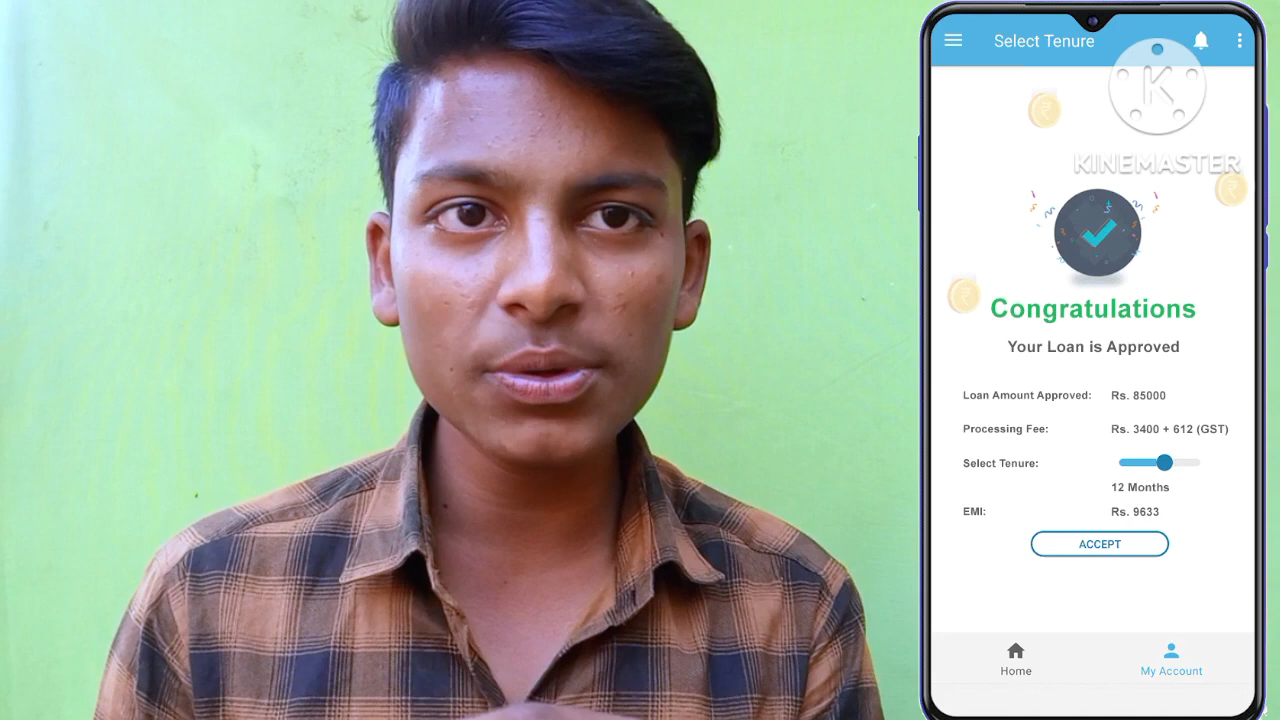 Select Tenure
K
KINEMASTER
Congratulations
Your Loan is Approved
Loan Amount Approved: Rs. 85000
Processing Fee: Rs. 3400 + 612 (GST)
Select Tenure:
12 Months
EMI: Rs. 9633
ACCEPT
Home My Account